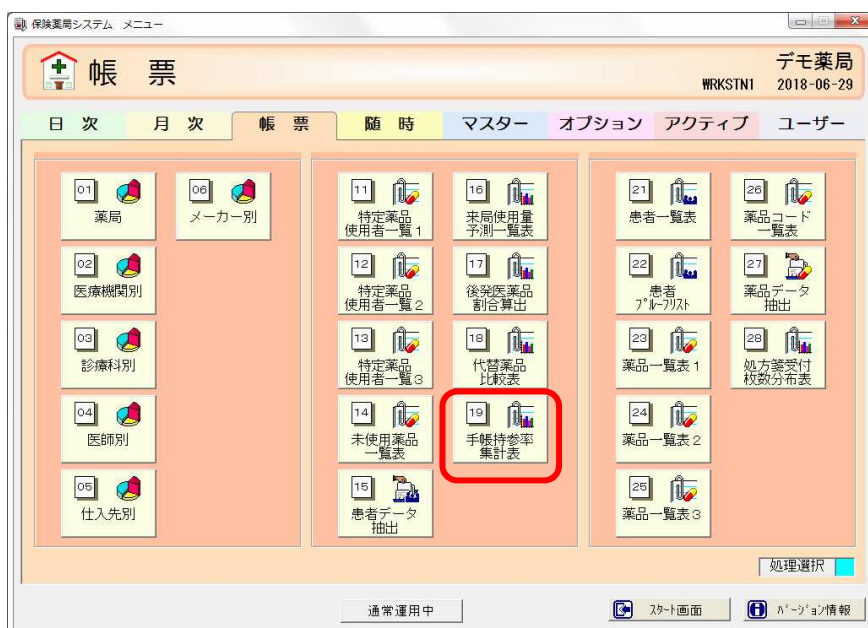 保険薬局システム メニュー
帳 票
デモ薬局
WRKSTN1 2018-06-29
日 次 月 次 帳 票 随 時 マスター オプション アクティブ ユーザー
01
薬局
06
メーカー別
02
医療機関別
03
診療科別
04
医師別
05
仕入先別
11
特定薬品
使用者一覧1
16
来局使用量
予測一覧表
12
特定薬品
使用者一覧2
17
後発医薬品
割合算出
13
特定薬品
使用者一覧3
18
代替薬品
比較表
14
未使用薬品
一覧表
19
手帳持参率
集計表
15
患者データ
抽出
21
患者一覧表
26
薬品コード
一覧表
22
患者
プルーフリスト
27
薬品データ
抽出
23
薬品一覧表1
28
処方箋受付
枚数分布表
24
薬品一覧表2
25
薬品一覧表3
処理選択
通常運用中
スタート画面
バージョン情報